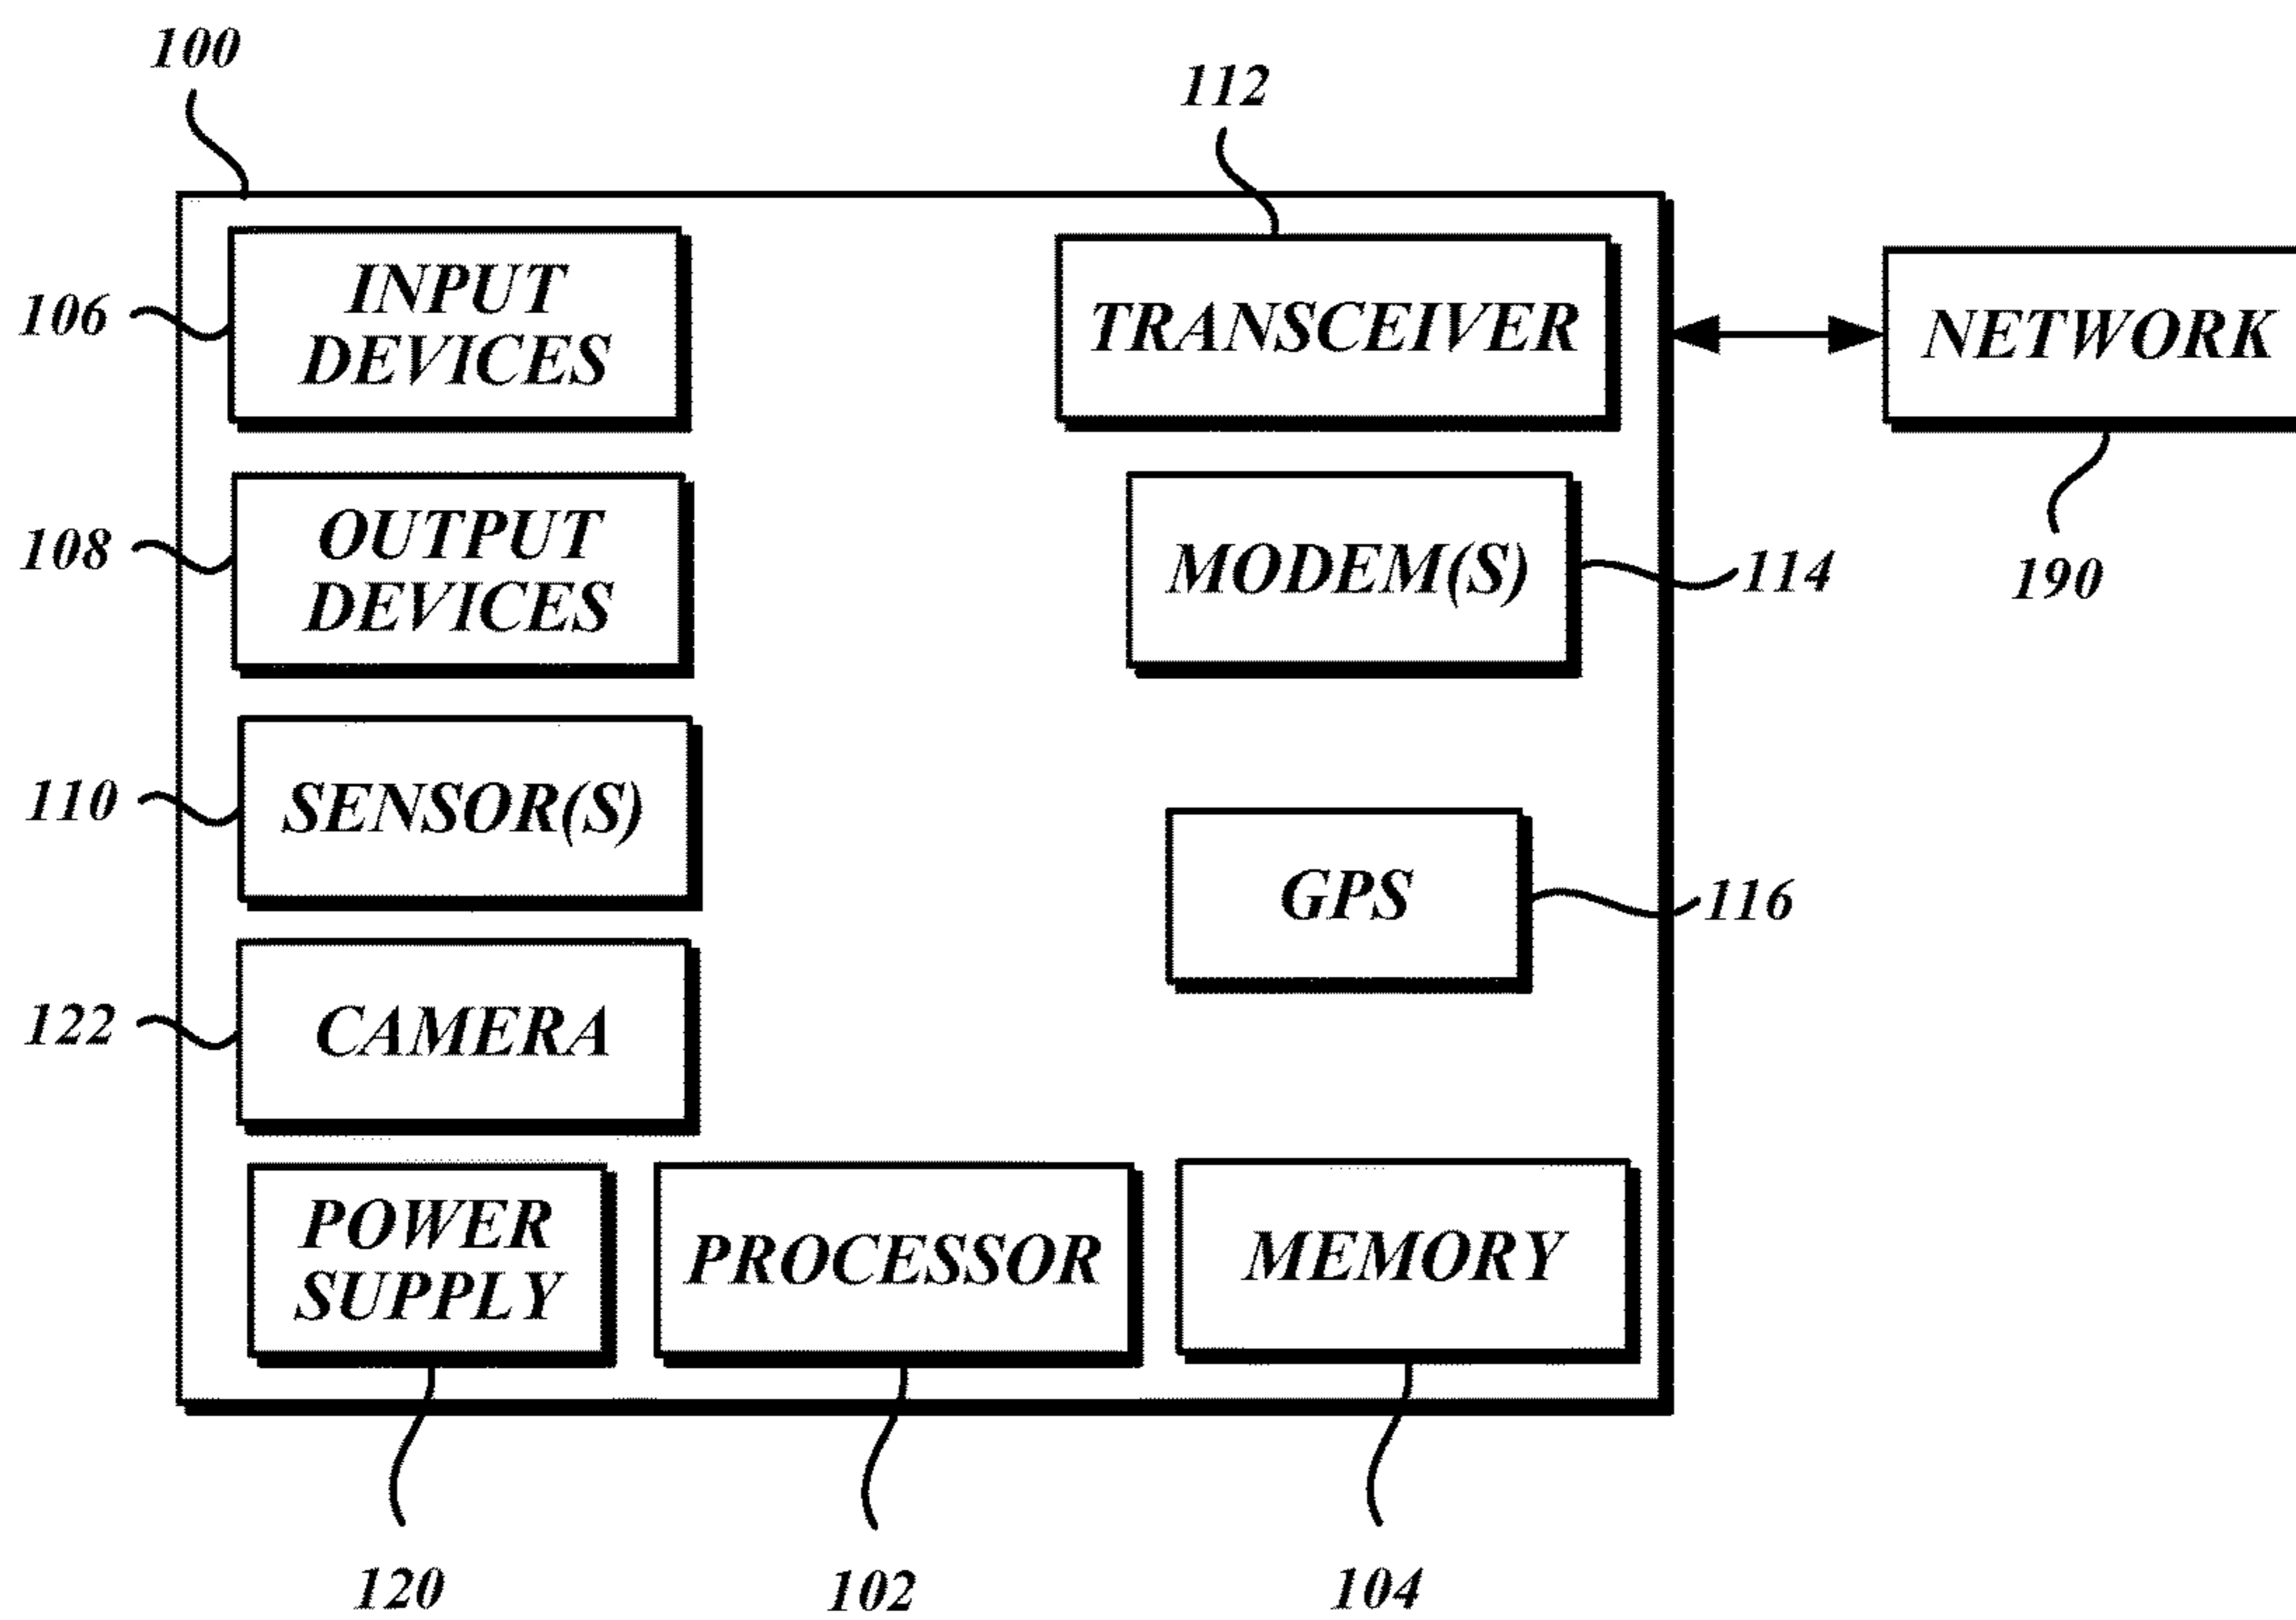 100
112
106
INPUT
DEVICES
TRANSCEIVER
NETWORK
108
OUTPUT
DEVICES
MODEM(S)
114
190
110
SENSOR(S)
GPS
116
122
CAMERA
POWER
SUPPLY
PROCESSOR
MEMORY
120
102
104